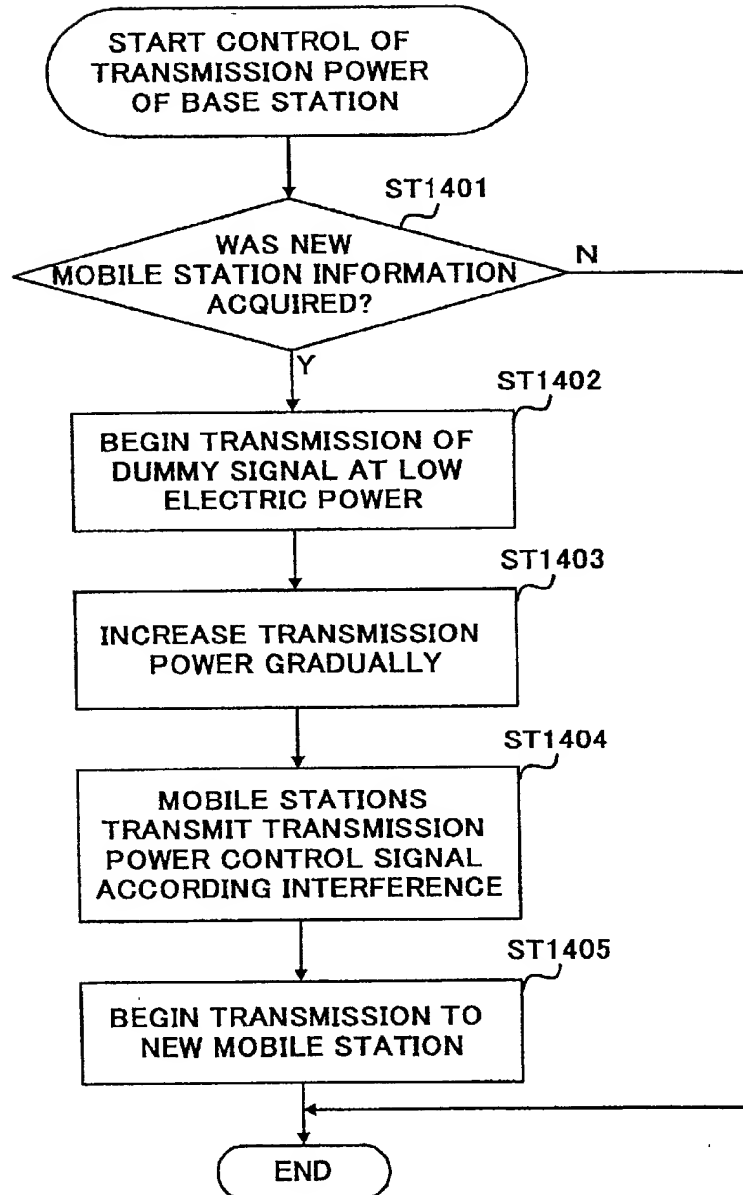 START CONTROL OF
TRANSMISSION POWER
OF BASE STATION
ST1401
WAS NEW
MOBILE STATION INFORMATION
ACQUIRED?
N
Y
ST1402
BEGIN TRANSMISSION OF
DUMMY SIGNAL AT LOW
ELECTRIC POWER
ST1403
INCREASE TRANSMISSION
POWER GRADUALLY
ST1404
MOBILE STATIONS
TRANSMIT TRANSMISSION
POWER CONTROL SIGNAL
ACCORDING INTERFERENCE
ST1405
BEGIN TRANSMISSION TO
NEW MOBILE STATION
END